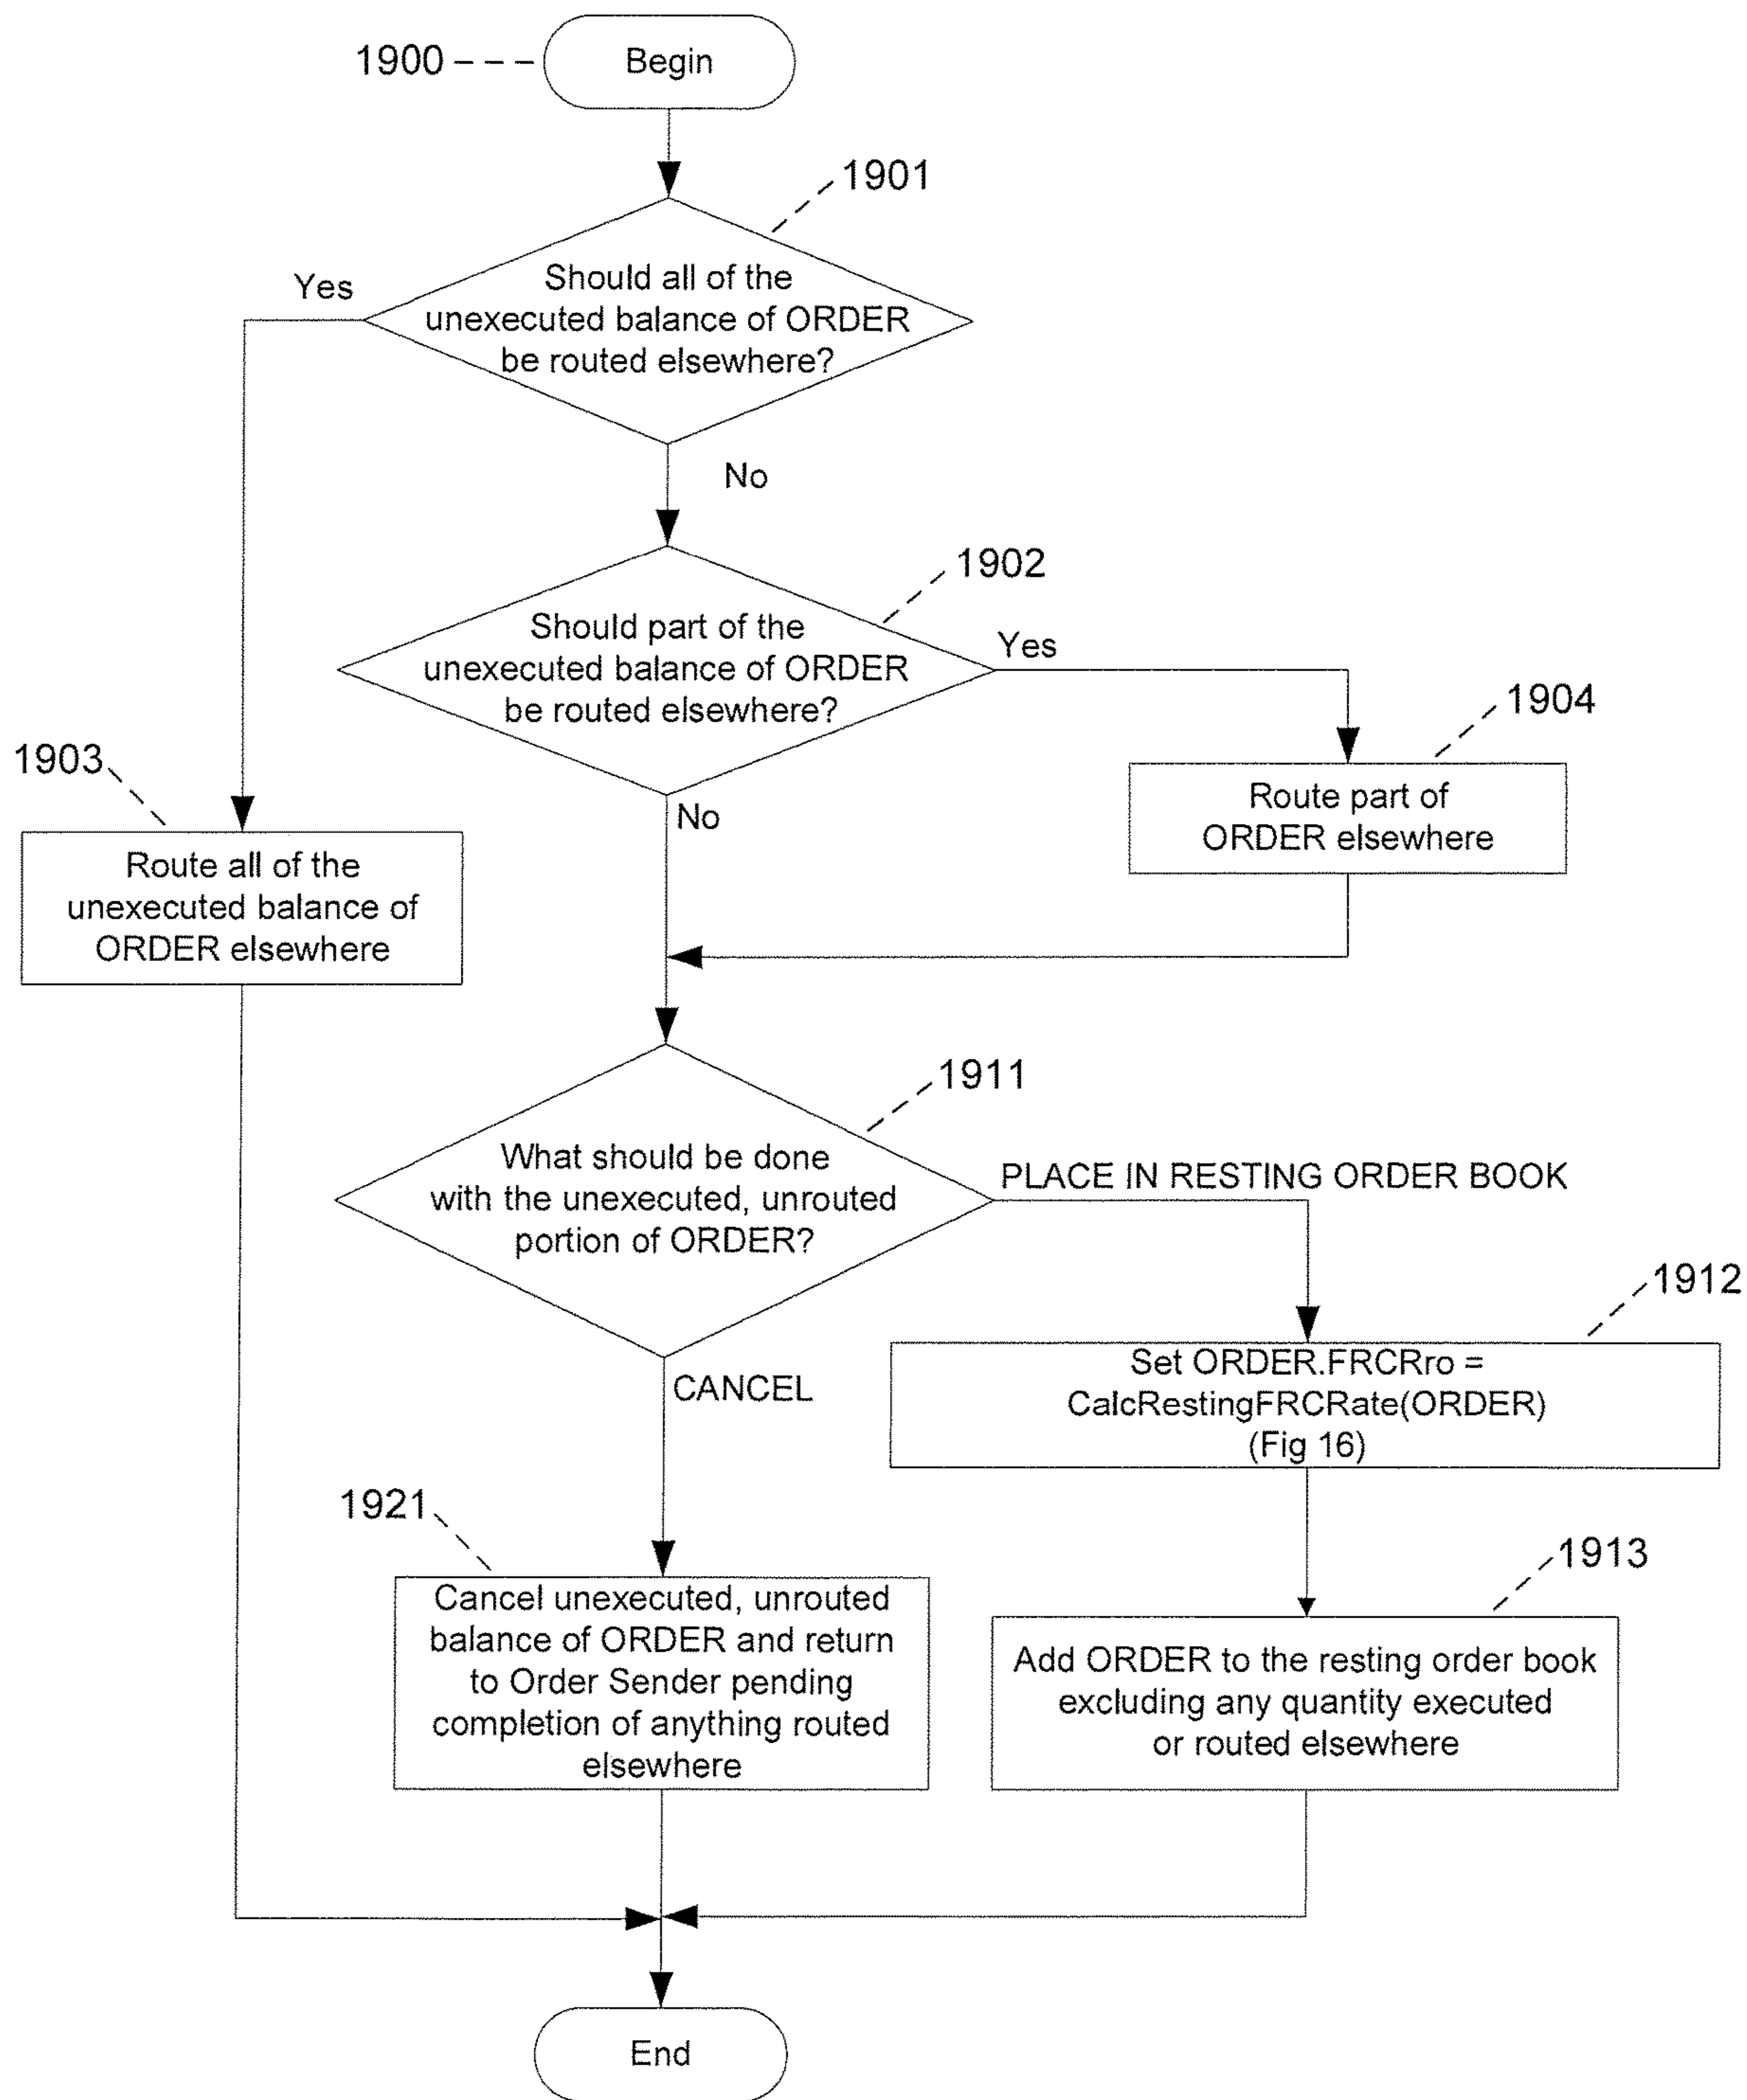 1900
Begin
1901
Should all of the
unexecuted balance of ORDER
be routed elsewhere?
Yes
No
1902
Should part of the
unexecuted balance of ORDER
be routed elsewhere?
Yes
No
1904
Route part of
ORDER elsewhere
1903
Route all of the
unexecuted balance of
ORDER elsewhere
1911
What should be done
with the unexecuted, unrouted
portion of ORDER?
PLACE IN RESTING ORDER BOOK
CANCEL
1912
Set ORDER.FRCRro =
CalcRestingFRCRate(ORDER)
(Fig 16)
1921
Cancel unexecuted, unrouted
balance of ORDER and return
to Order Sender pending
completion of anything routed
elsewhere
1913
Add ORDER to the resting order book
excluding any quantity executed
or routed elsewhere
End